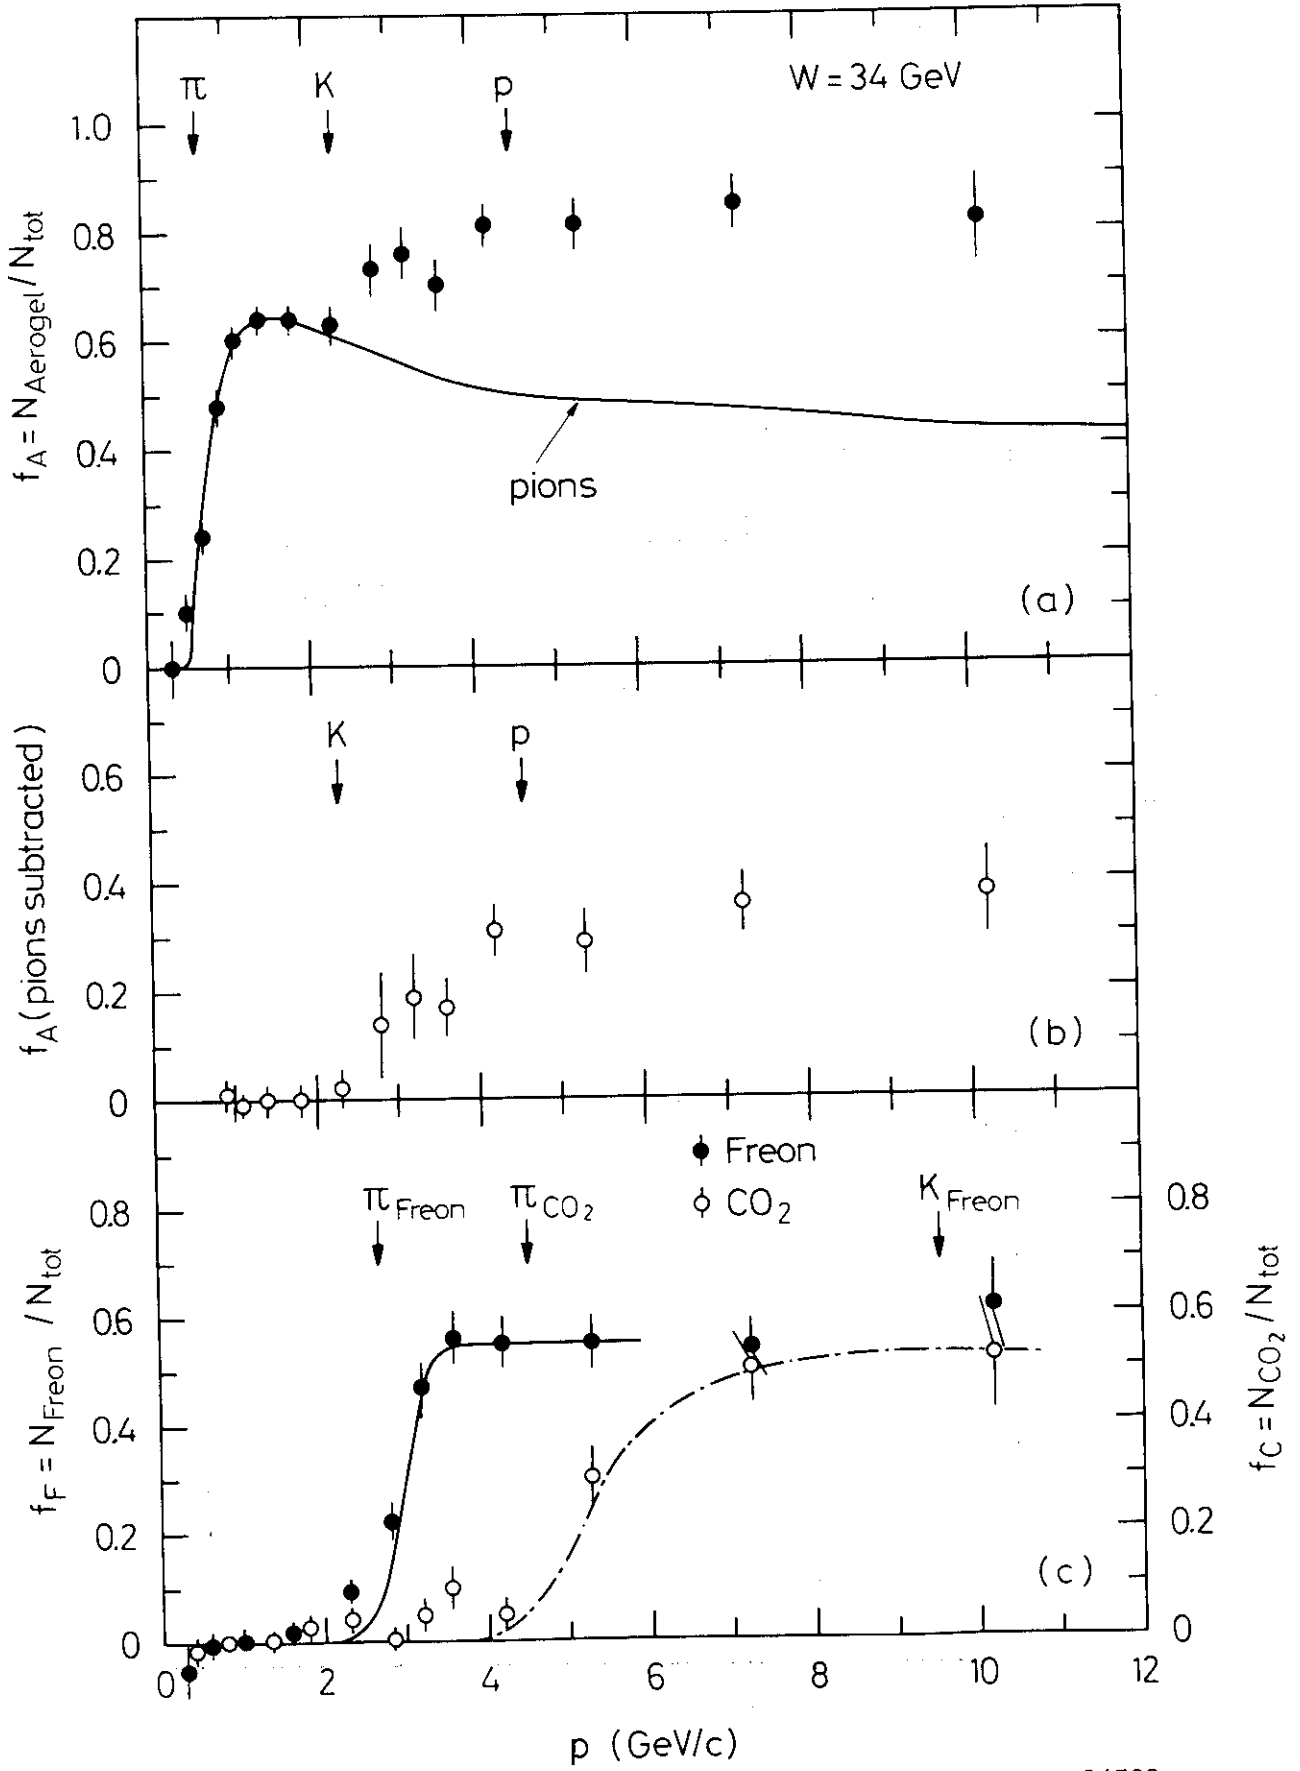 π K p W = 34 GeV
1.0
0.8
0.6
0.4
0.2
0
f_A = N_Aerogel / N_tot
pions
(a)
K p
0.6
0.4
0.2
0
f_A (pions subtracted)
(b)
Freon
CO₂
π_Freon π_CO₂ K_Freon
0.8
0.6
0.4
0.2
0
f_F = N_Freon / N_tot
0.8
0.6
0.4
0.2
0
f_C = N_CO₂ / N_tot
(c)
0 2 4 6 8 10 12
p (GeV/c)